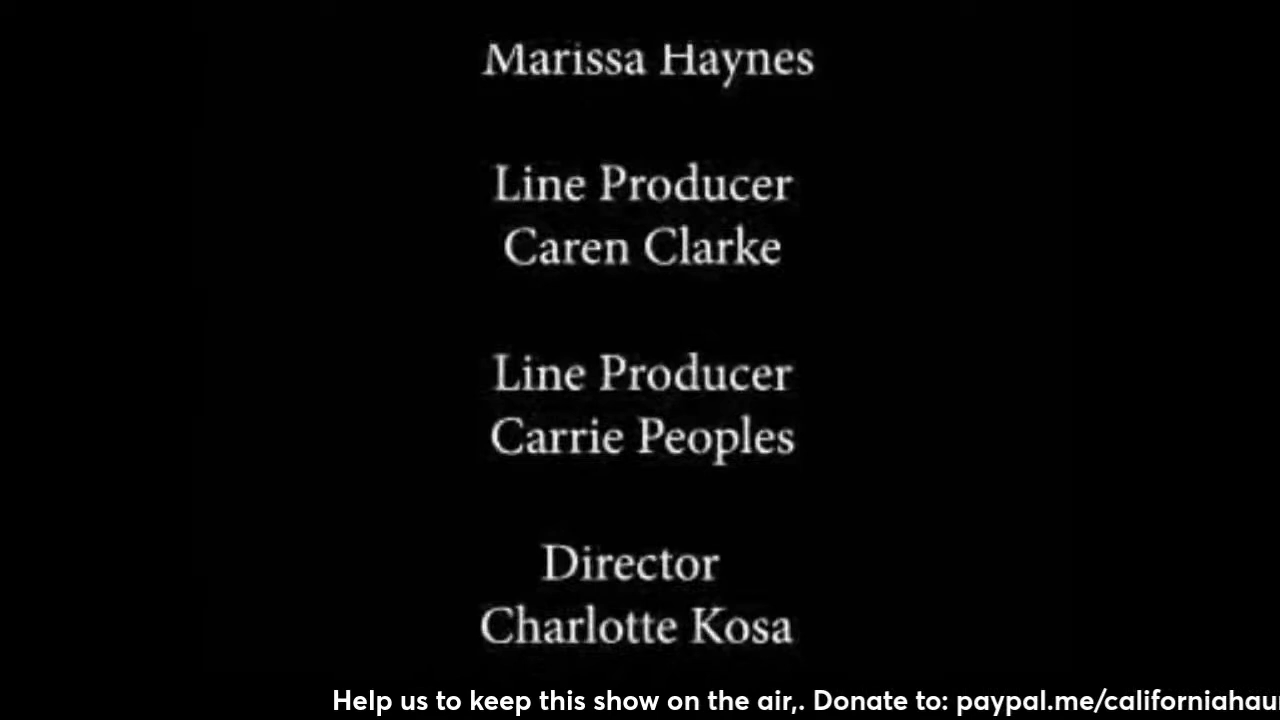 Marissa Haynes
Line Producer
Caren Clarke
Line Producer
Carrie Peoples
Director
Charlotte Kosa
Help us to keep this show on the air,. Donate to: paypal.me/californiahau